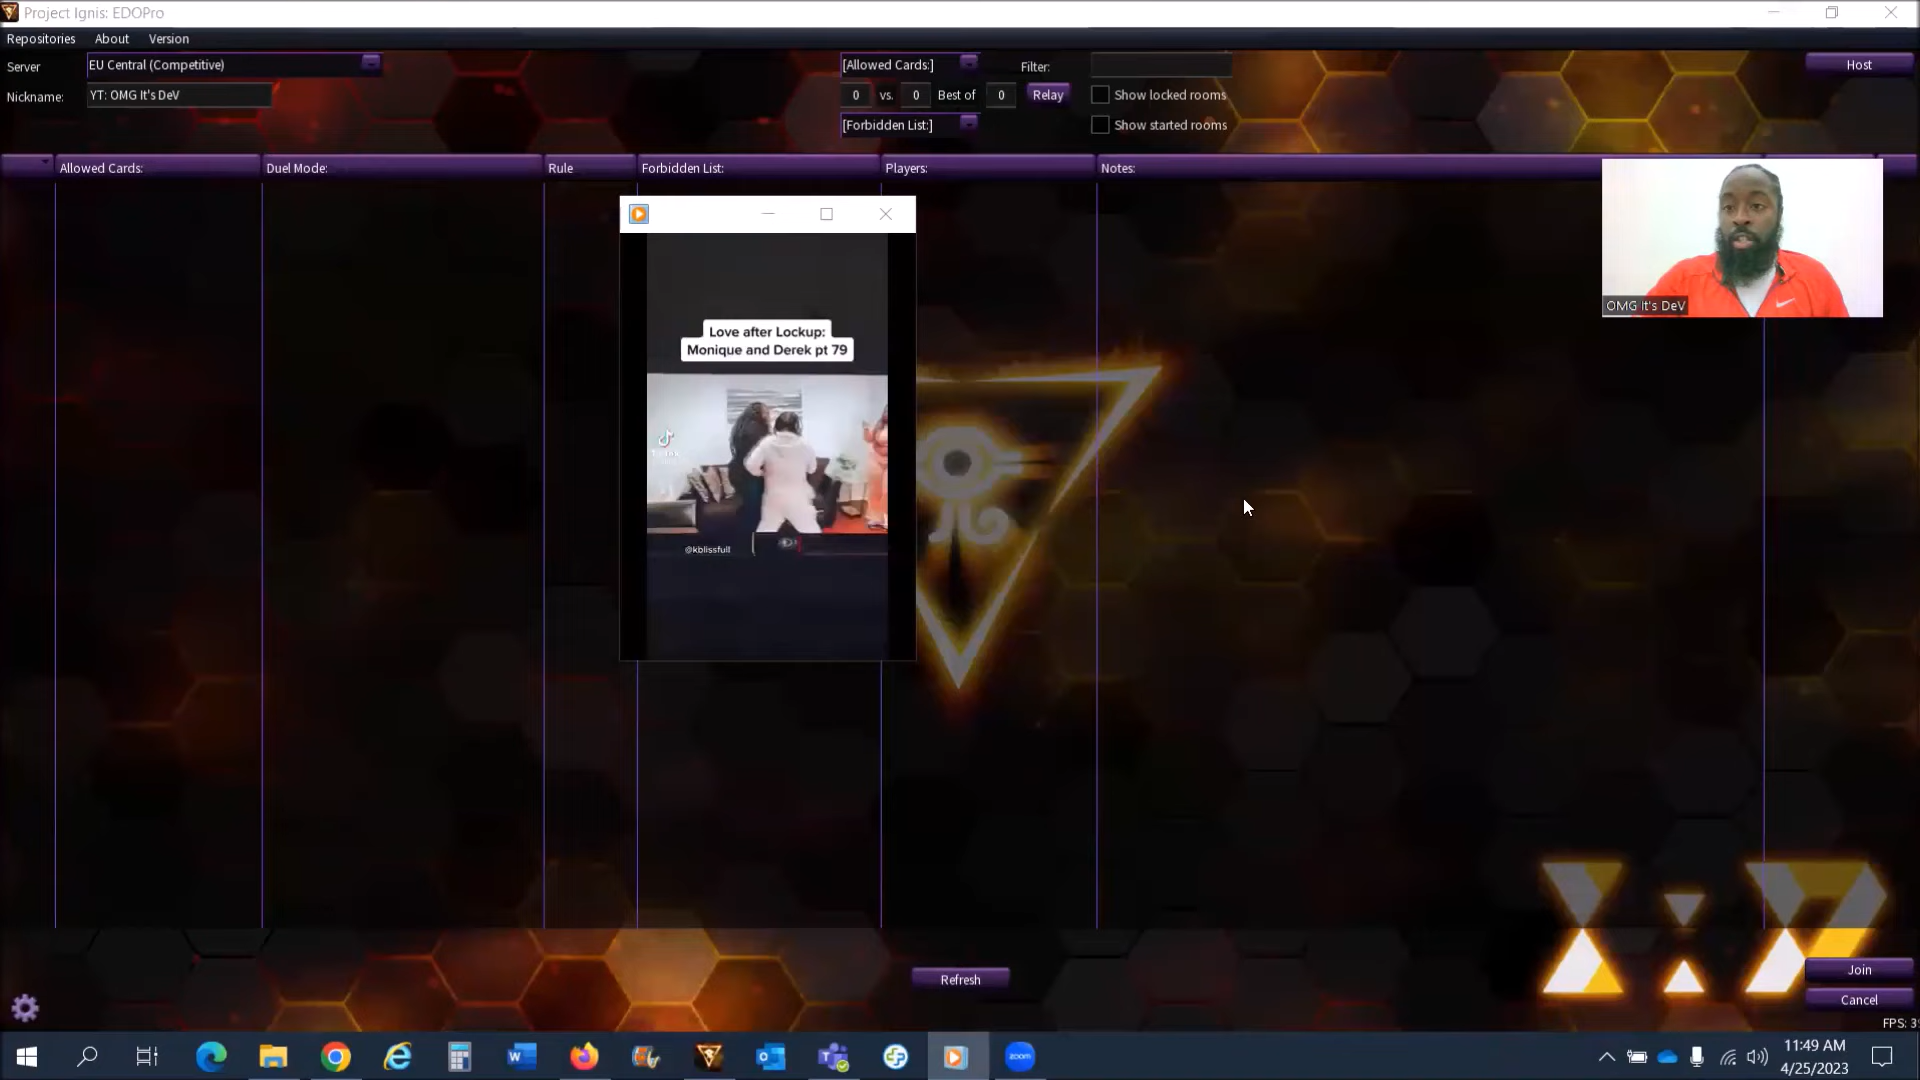 Project Ignis: EDOPro
Repositories About Version
Server EU Central (Competitive) [Allowed Cards:] Filter: Host
Nickname: YT: OMG It's DeV 0 vs. 0 Best of 0 Relay Show locked rooms
[Forbidden List:] Show started rooms
Allowed Cards: Duel Mode: Rule Forbidden List: Players: Notes:
OMG It's DeV
Love after Lockup:
Monique and Derek pt 79
@kblissfull
Refresh
Join
Cancel
FPS: 3
zoom
11:49 AM
4/25/2023